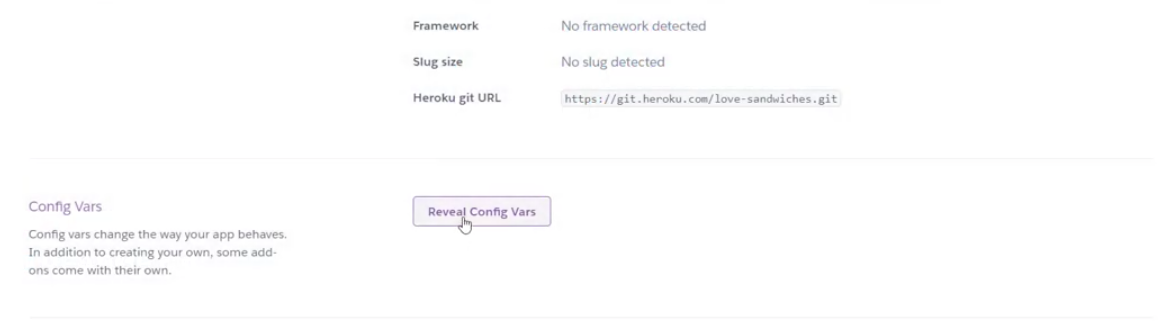 Framework No framework detected
Slug size No slug detected
Heroku git URL https://git.heroku.com/love-sandwiches.git
Config Vars
Reveal Config Vars
Config vars change the way your app behaves.
In addition to creating your own, some add-
ons come with their own.